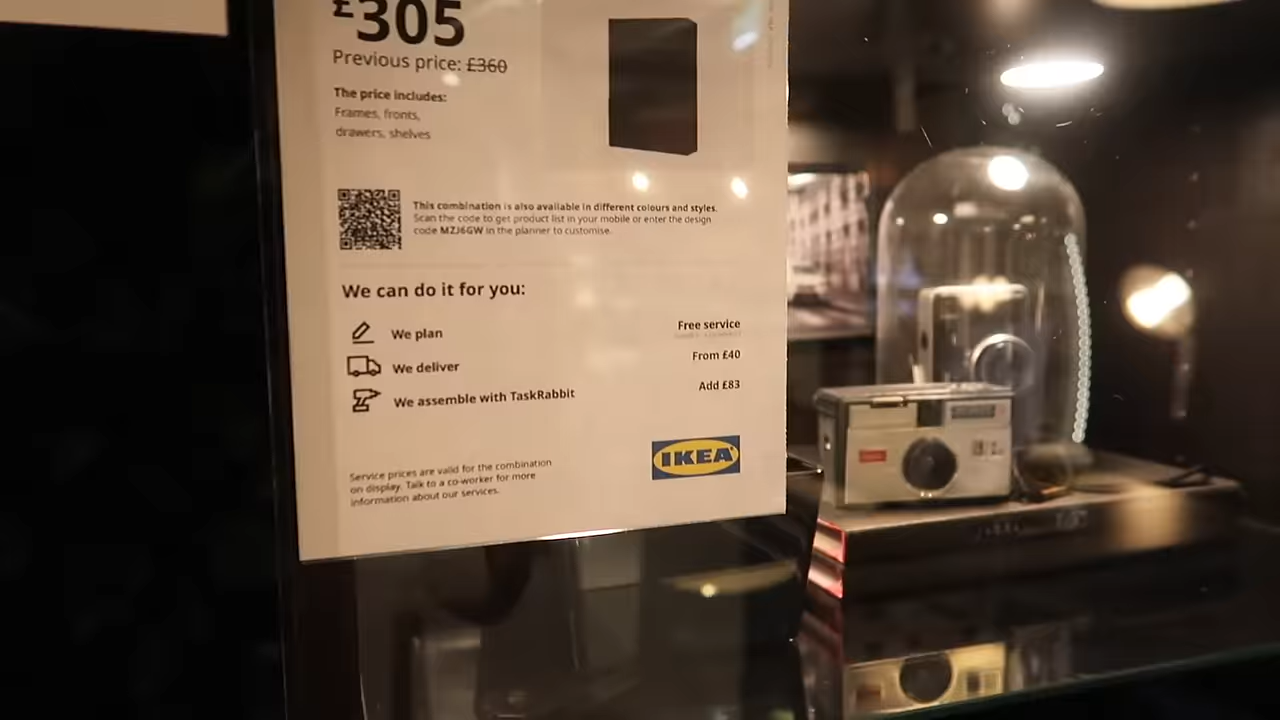 £305
Previous price: £360
The price includes:
Frames, fronts,
drawers, shelves
This combination is also available in different colours and styles.
Scan the code to get product list in your mobile or enter the design
code MZJ6GW in the planner to customise.
We can do it for you:
We plan Free service
We deliver From £40
We assemble with TaskRabbit Add £83
IKEA
Service prices are valid for the combination
on display. Talk to a co-worker for more
information about our services.